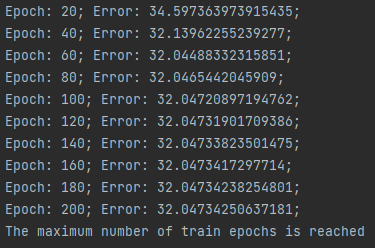 Epoch: 20; Error: 34.597363973915435;
Epoch: 40; Error: 32.13962255239277;
Epoch: 60; Error: 32.04488332315851;
Epoch: 80; Error: 32.0465442045909;
Epoch: 100; Error: 32.04720897194762;
Epoch: 120; Error: 32.04731901709386;
Epoch: 140; Error: 32.04733823501475;
Epoch: 160; Error: 32.0473417297714;
Epoch: 180; Error: 32.04734238254801;
Epoch: 200; Error: 32.04734250637181;
The maximum number of train epochs is reached